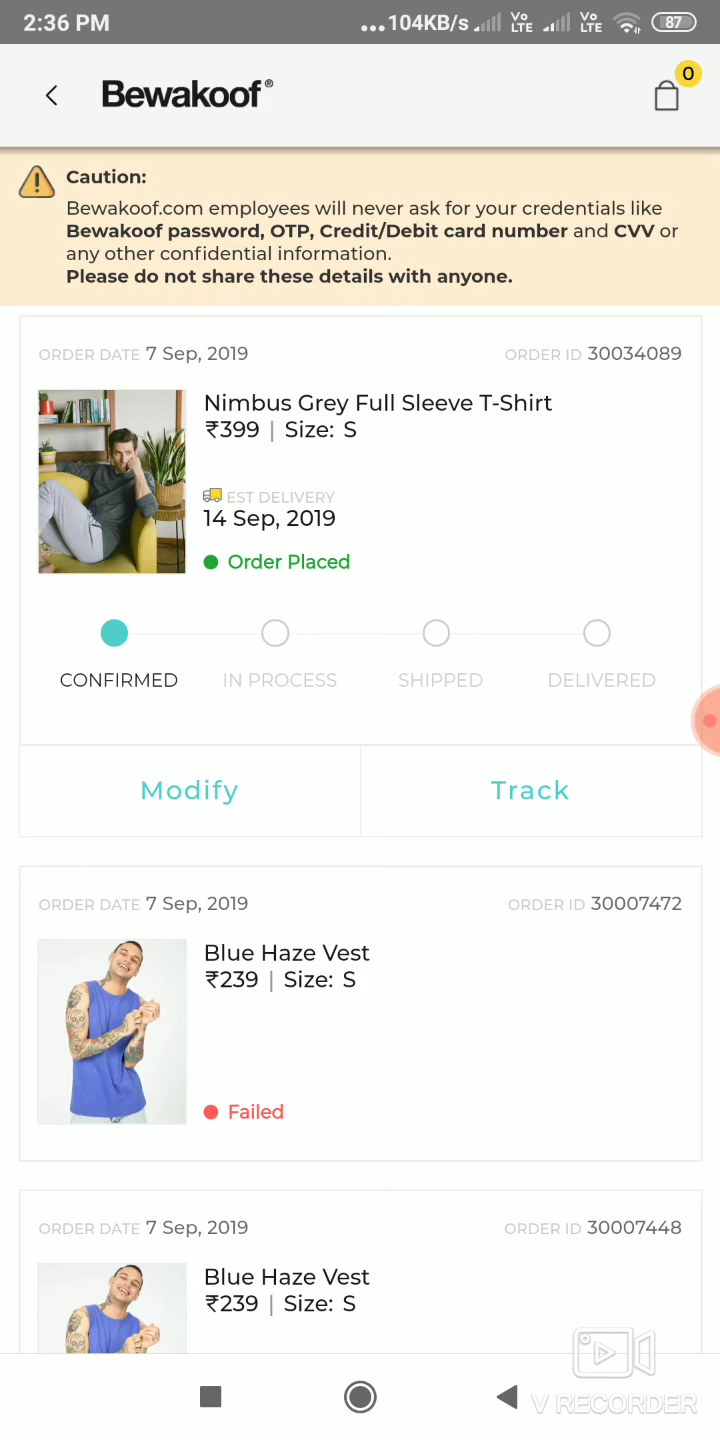 2:36 PM
...104KB/s Vo LTE Vo LTE 87
Bewakoof®
0
Caution:
Bewakoof.com employees will never ask for your credentials like
Bewakoof password, OTP, Credit/Debit card number and CVV or
any other confidential information.
Please do not share these details with anyone.
ORDER DATE 7 Sep, 2019 ORDER ID 30034089
Nimbus Grey Full Sleeve T-Shirt
₹399 | Size: S
EST DELIVERY
14 Sep, 2019
Order Placed
CONFIRMED IN PROCESS SHIPPED DELIVERED
Modify Track
ORDER DATE 7 Sep, 2019 ORDER ID 30007472
Blue Haze Vest
₹239 | Size: S
Failed
ORDER DATE 7 Sep, 2019 ORDER ID 30007448
Blue Haze Vest
₹239 | Size: S
V RECORDER